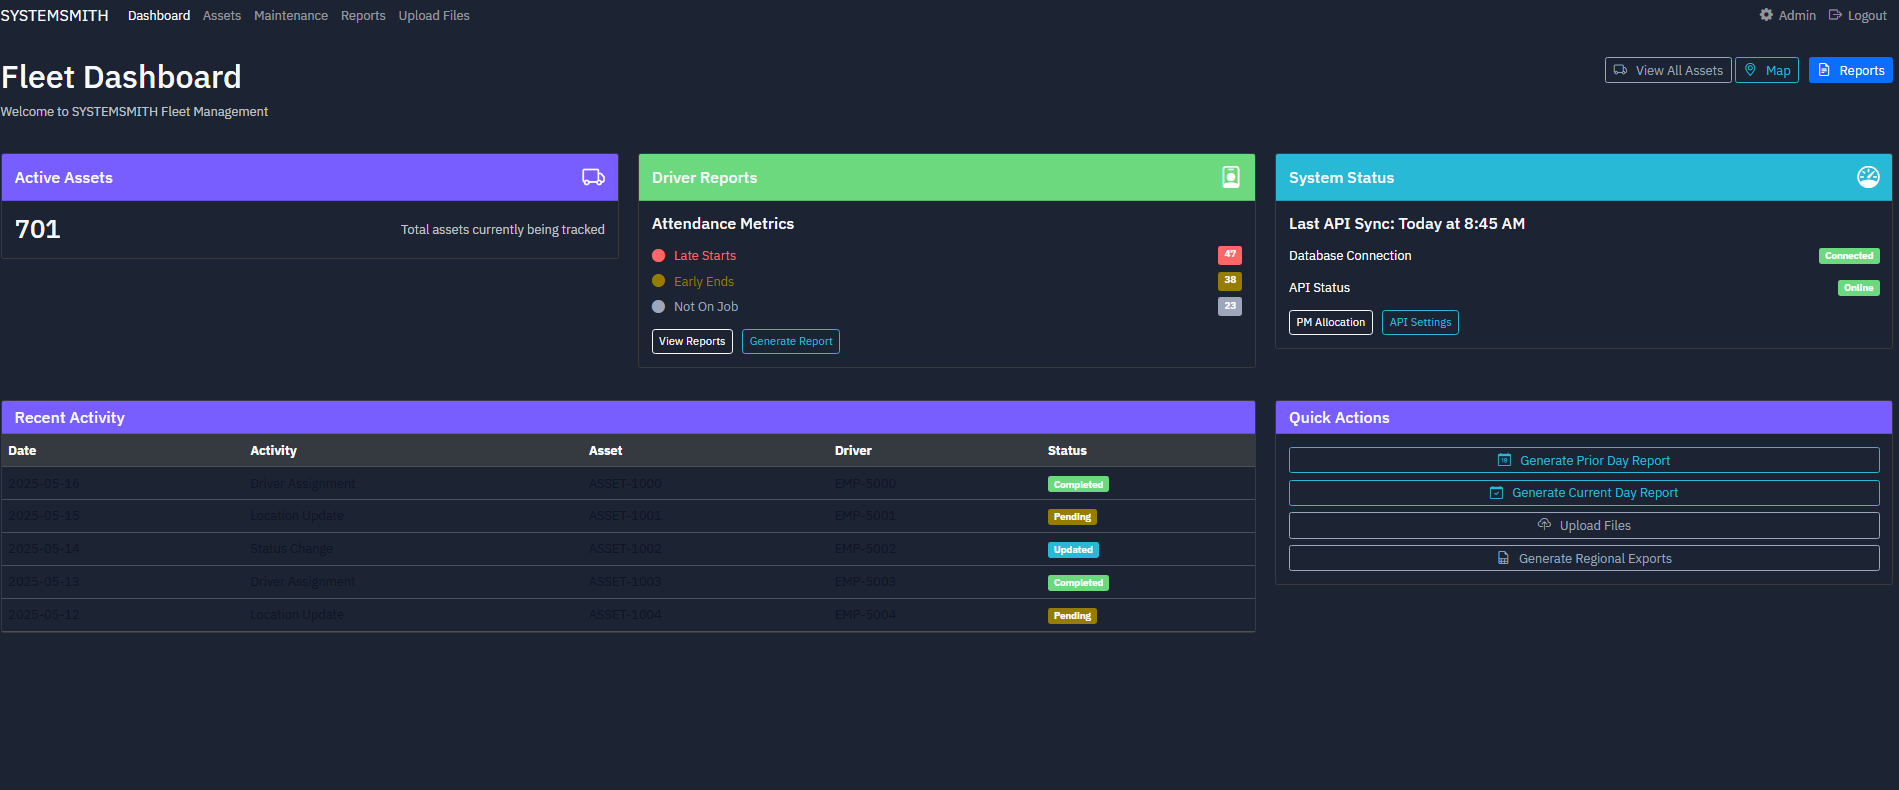 SYSTEMSMITH Dashboard Assets Maintenance Reports Upload Files Admin Logout
Fleet Dashboard
View All Assets Map Reports
Welcome to SYSTEMSMITH Fleet Management
Active Assets
701 Total assets currently being tracked
Driver Reports
Attendance Metrics
Late Starts 47
Early Ends 38
Not On Job 23
View Reports Generate Report
System Status
Last API Sync: Today at 8:45 AM
Database Connection Connected
API Status Online
PM Allocation API Settings
Recent Activity
Date Activity Asset Driver Status
2025-05-16 Driver Assignment ASSET-1000 EMP-5000 Completed
2025-05-15 Location Update ASSET-1001 EMP-5001 Pending
2025-05-14 Status Change ASSET-1002 EMP-5002 Updated
2025-05-13 Driver Assignment ASSET-1003 EMP-5003 Completed
2025-05-12 Location Update ASSET-1004 EMP-5004 Pending
Quick Actions
Generate Prior Day Report
Generate Current Day Report
Upload Files
Generate Regional Exports